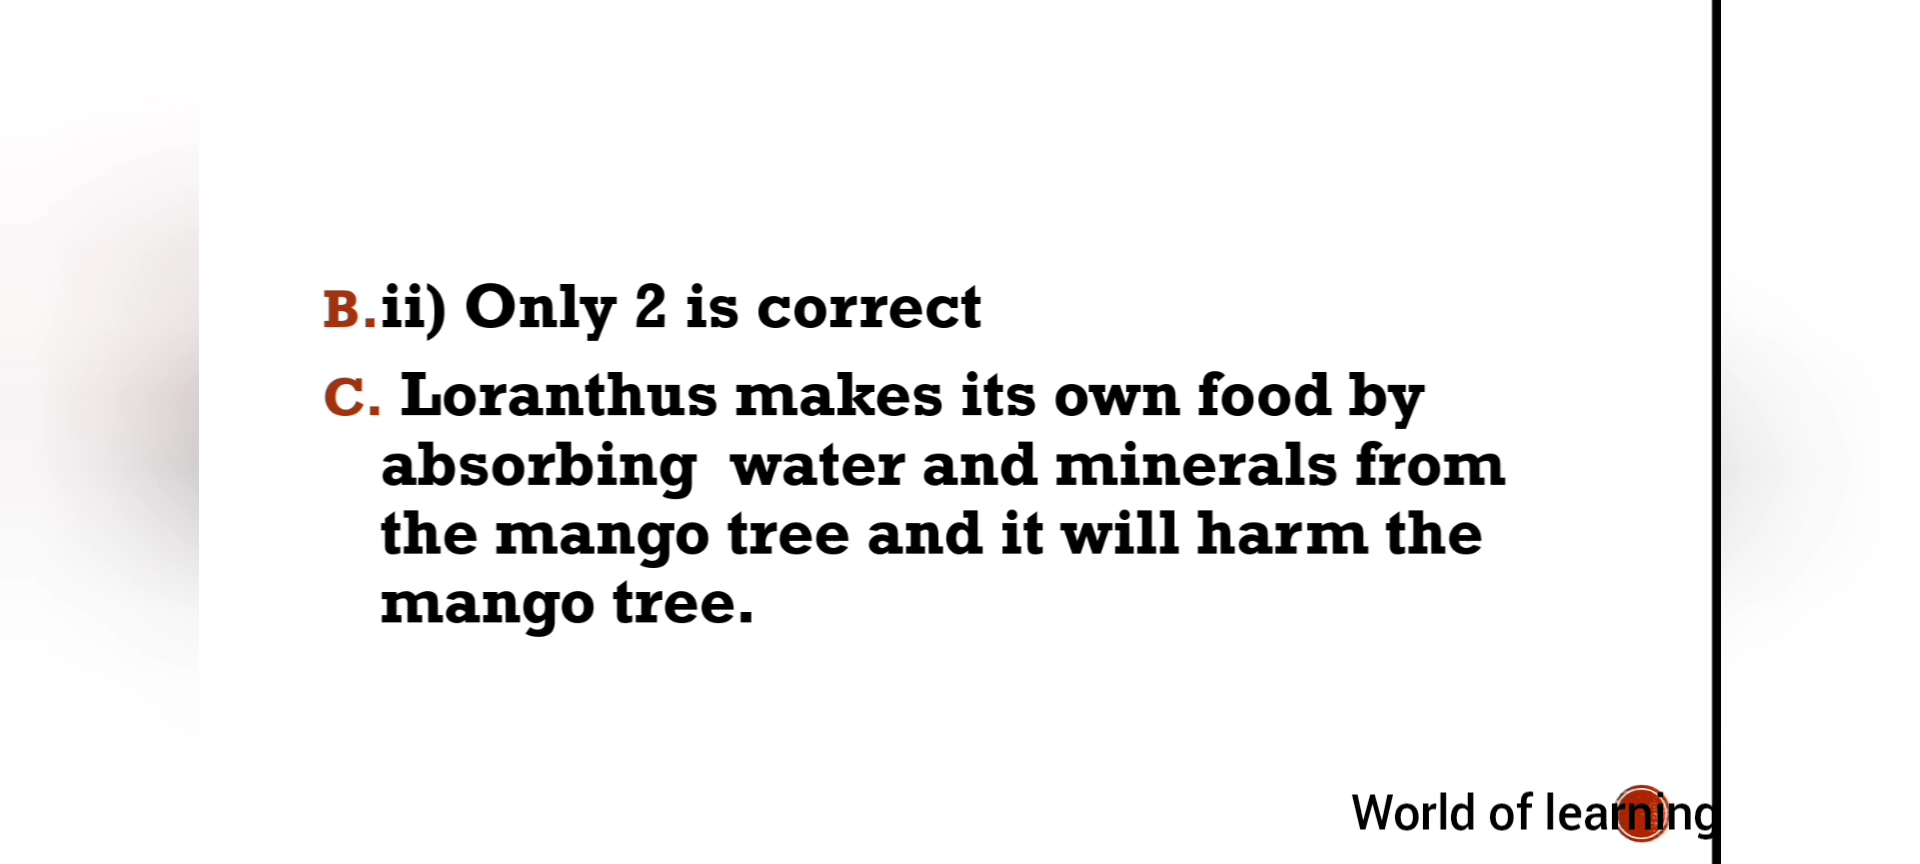 B. ii) Only 2 is correct
C. Loranthus makes its own food by
absorbing water and minerals from
the mango tree and it will harm the
mango tree.
World of learning